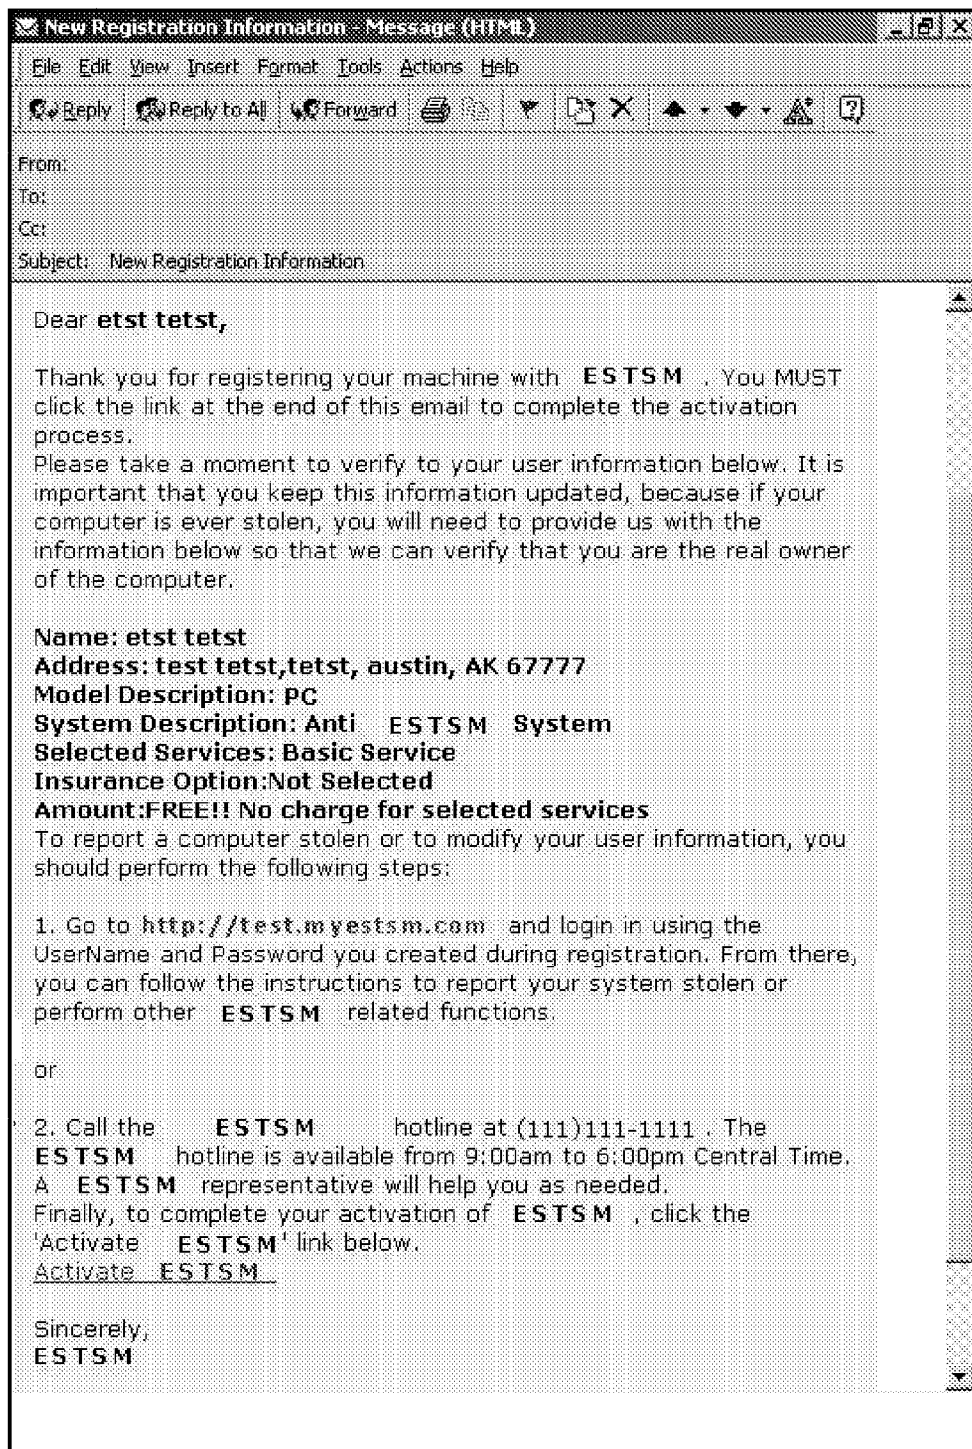 New Registration Information - Message (HTML)
File Edit View Insert Format Tools Actions Help
Reply Reply to All Forward
From:
To:
Cc:
Subject: New Registration Information
Dear etst tetst,
Thank you for registering your machine with ESTSM . You MUST
click the link at the end of this email to complete the activation
process.
Please take a moment to verify to your user information below. It is
important that you keep this information updated, because if your
computer is ever stolen, you will need to provide us with the
information below so that we can verify that you are the real owner
of the computer.
Name: etst tetst
Address: test tetst,tetst, austin, AK 67777
Model Description: PC
System Description: Anti ESTSM System
Selected Services: Basic Service
Insurance Option:Not Selected
Amount:FREE!! No charge for selected services
To report a computer stolen or to modify your user information, you
should perform the following steps:
1. Go to http://test.myestsm.com and login in using the
UserName and Password you created during registration. From there,
you can follow the instructions to report your system stolen or
perform other ESTSM related functions.
or
2. Call the ESTSM hotline at (111)111-1111 . The
ESTSM hotline is available from 9:00am to 6:00pm Central Time.
A ESTSM representative will help you as needed.
Finally, to complete your activation of ESTSM , click the
'Activate ESTSM' link below.
Activate ESTSM
Sincerely,
ESTSM